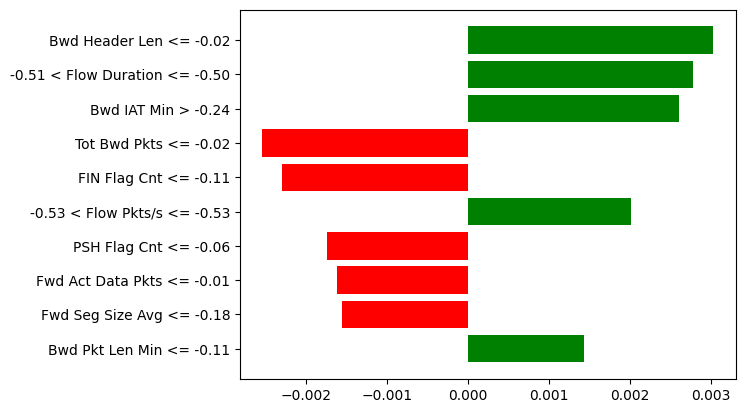 Bwd Header Len <= -0.02
-0.51 < Flow Duration <= -0.50
Bwd IAT Min > -0.24
Tot Bwd Pkts <= -0.02
FIN Flag Cnt <= -0.11
-0.53 < Flow Pkts/s <= -0.53
PSH Flag Cnt <= -0.06
Fwd Act Data Pkts <= -0.01
Fwd Seg Size Avg <= -0.18
Bwd Pkt Len Min <= -0.11
−0.002 −0.001 0.000 0.001 0.002 0.003